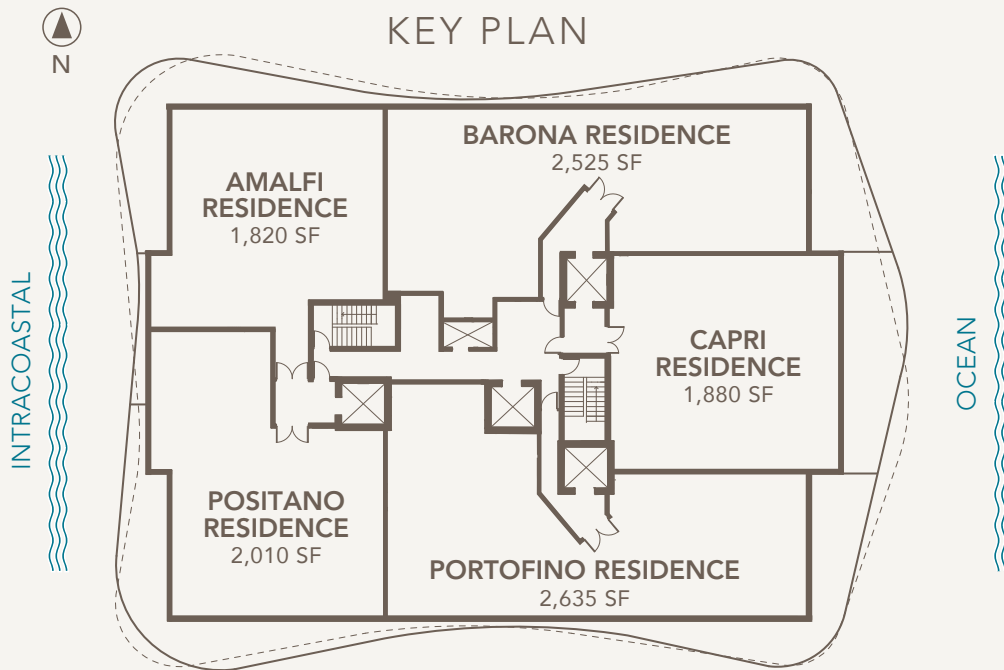 KEY PLAN
N
BARONA RESIDENCE
2,525 SF
AMALFI
RESIDENCE
1,820 SF
INTRACOASTAL
CAPRI
RESIDENCE
1,880 SF
OCEAN
POSITANO
RESIDENCE
2,010 SF
PORTOFINO RESIDENCE
2,635 SF